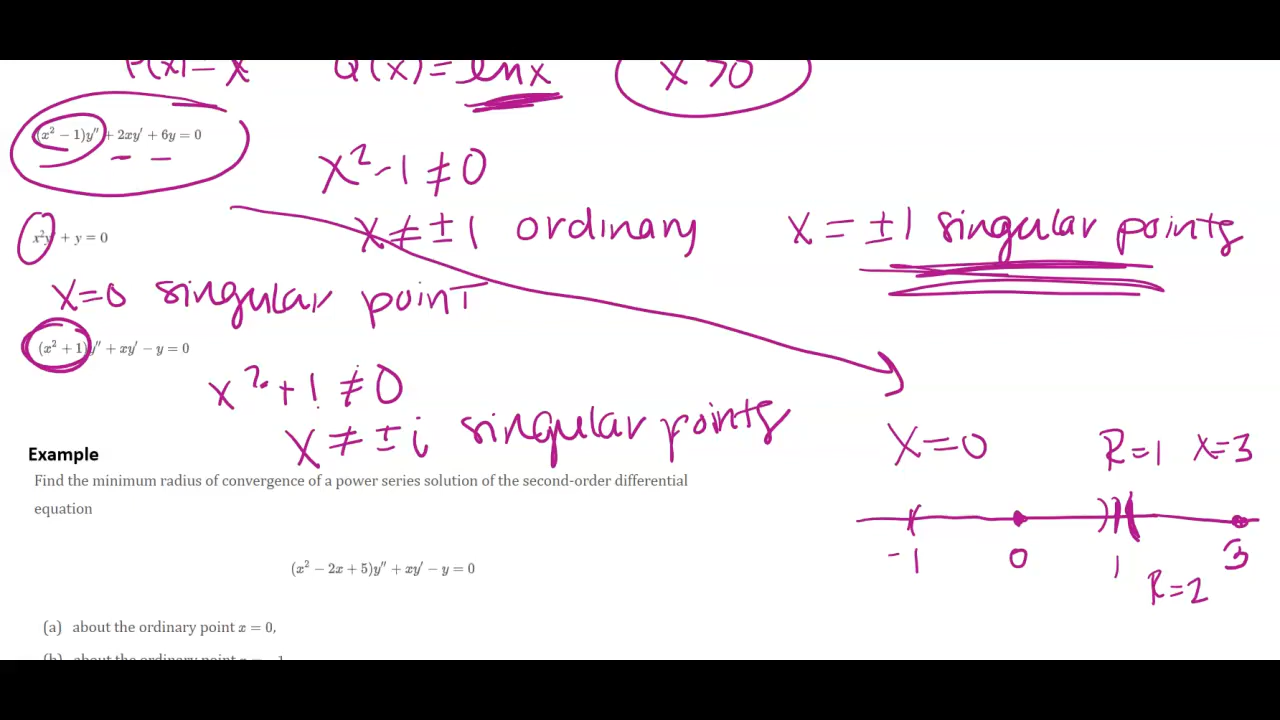 P(x) = x Q(x) = ln x x > 0
(x² − 1)y″ + 2xy′ + 6y = 0
x² - 1 ≠ 0
x ≠ ± 1 ordinary x = ±1 singular points
x²y″ + y = 0
x=0 singular point
(x² + 1)y″ + xy′ − y = 0
x² + 1 ≠ 0
x ≠ ± i singular points
x=0 R=1 x=3
Example
Find the minimum radius of convergence of a power series solution of the second-order differential
equation
-1 0 1 3
R=2
(x² − 2x + 5)y″ + xy′ − y = 0
(a) about the ordinary point x = 0,